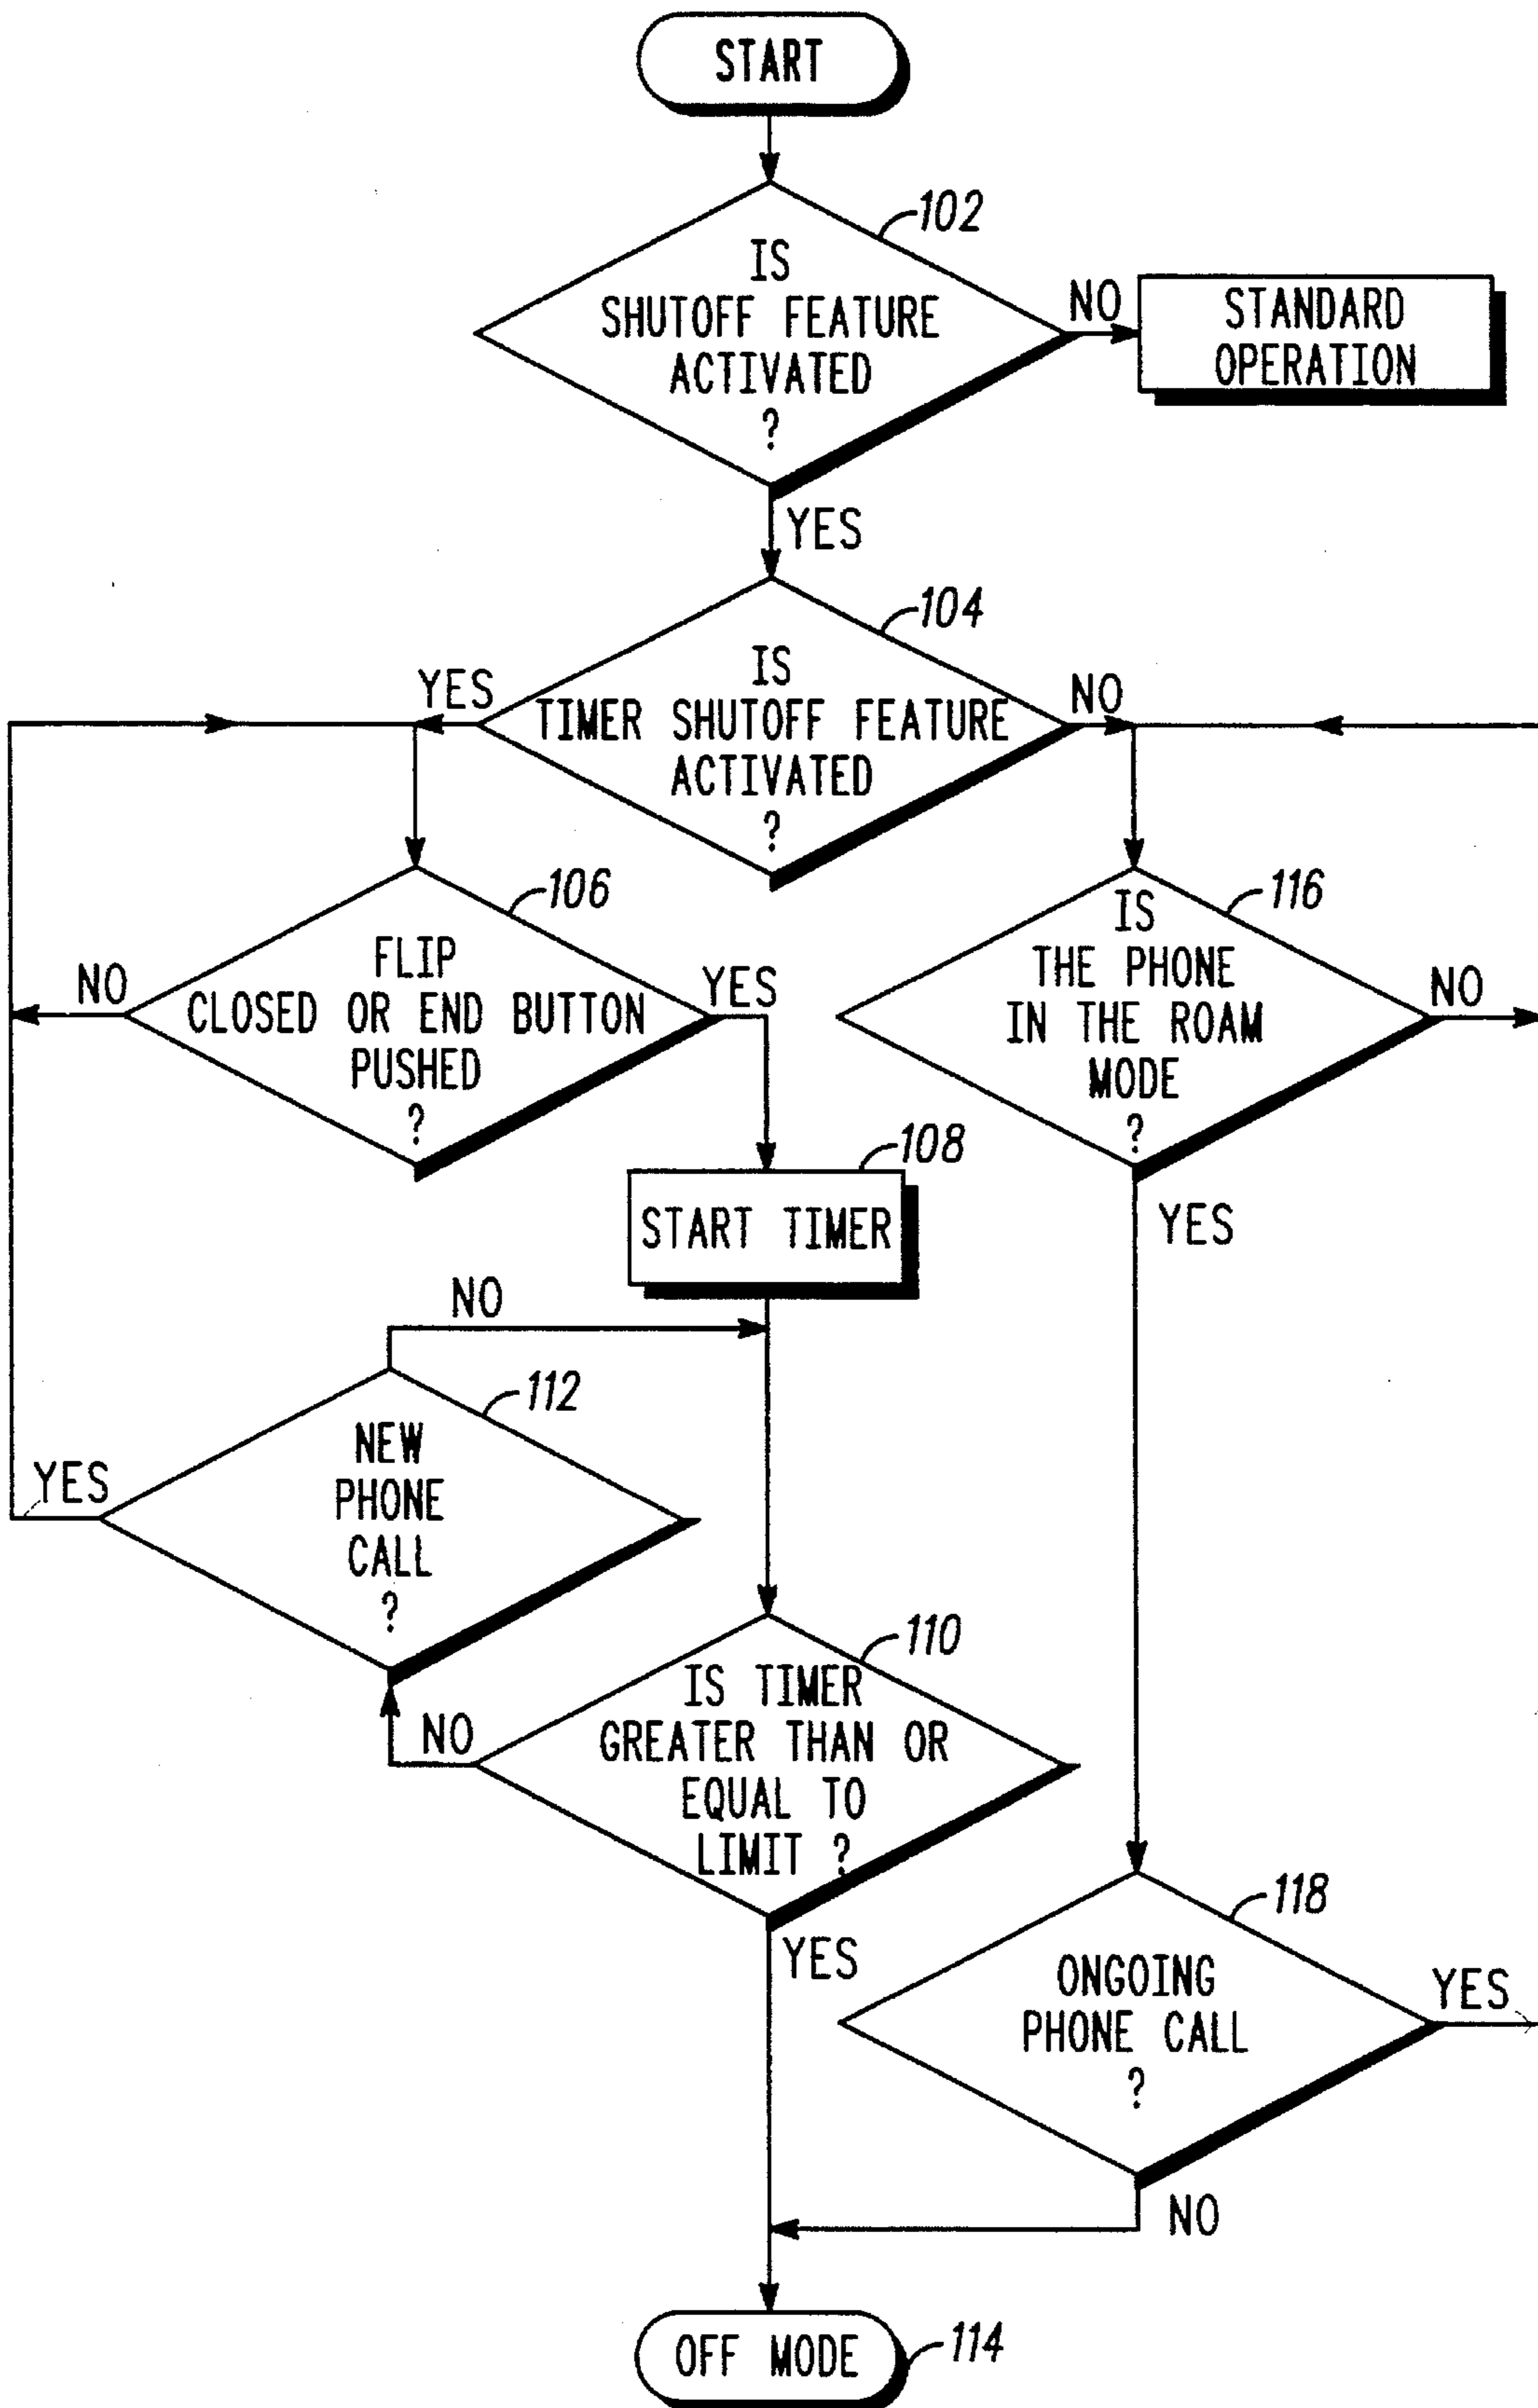 START
102
IS
SHUTOFF FEATURE
ACTIVATED
?
NO
STANDARD
OPERATION
YES
104
IS
TIMER SHUTOFF FEATURE
ACTIVATED
?
YES
NO
106
FLIP
CLOSED OR END BUTTON
PUSHED
?
NO
YES
116
IS
THE PHONE
IN THE ROAM
MODE
?
NO
YES
108
START TIMER
NO
112
NEW
PHONE
CALL
?
YES
110
IS TIMER
GREATER THAN OR
EQUAL TO
LIMIT ?
NO
YES
118
ONGOING
PHONE CALL
?
YES
NO
OFF MODE
114